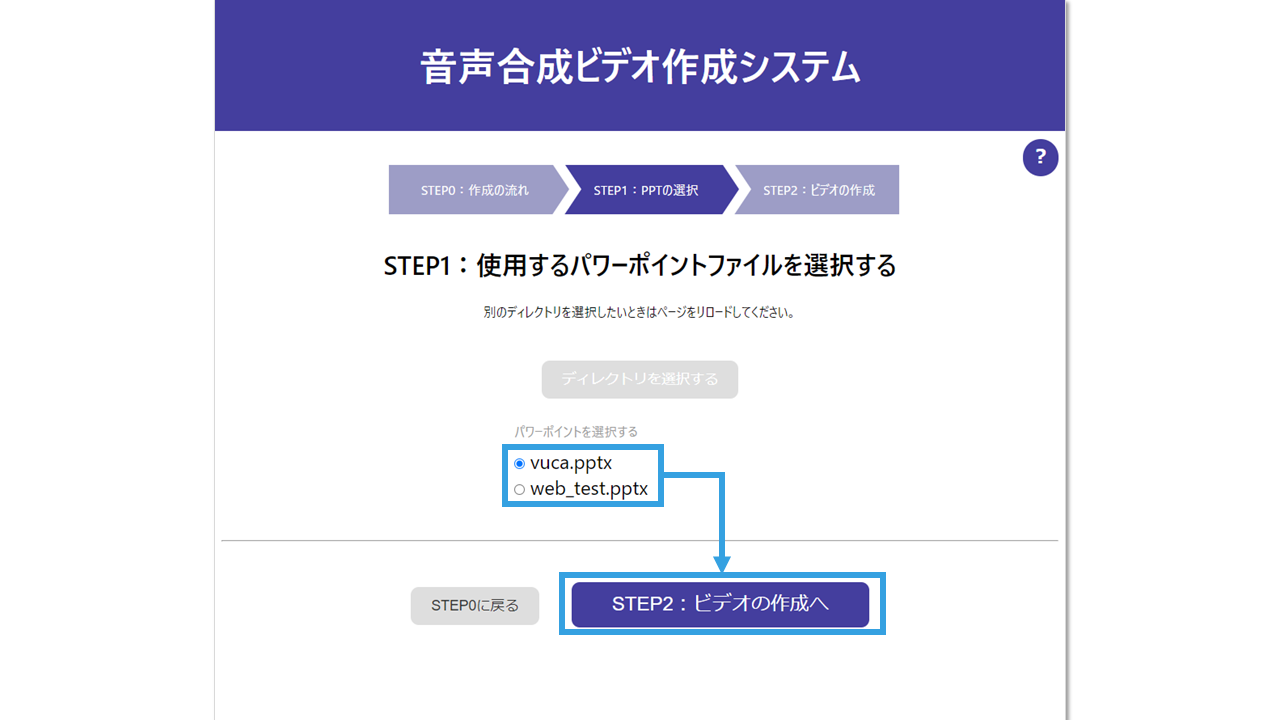 音声合成ビデオ作成システム
?
STEP0：作成の流れ
STEP1：PPTの選択
STEP2：ビデオの作成
STEP1：使用するパワーポイントファイルを選択する
別のディレクトリを選択したいときはページをリロードしてください。
ディレクトリを選択する
パワーポイントを選択する
vuca.pptx
web_test.pptx
STEP0に戻る
STEP2：ビデオの作成へ